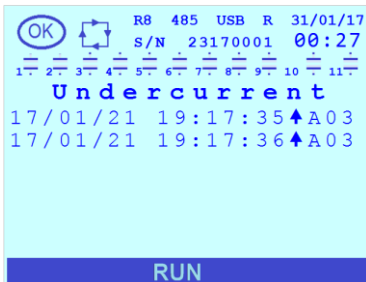 OK R8 485 USB R 31/01/17
S/N 23170001 00:27
1. 2. 3. 4. 5. 6. 7. 8. 9. 10 11.
Undercurrent
17/01/21 19:17:35↑A03
17/01/21 19:17:36↑A03
RUN